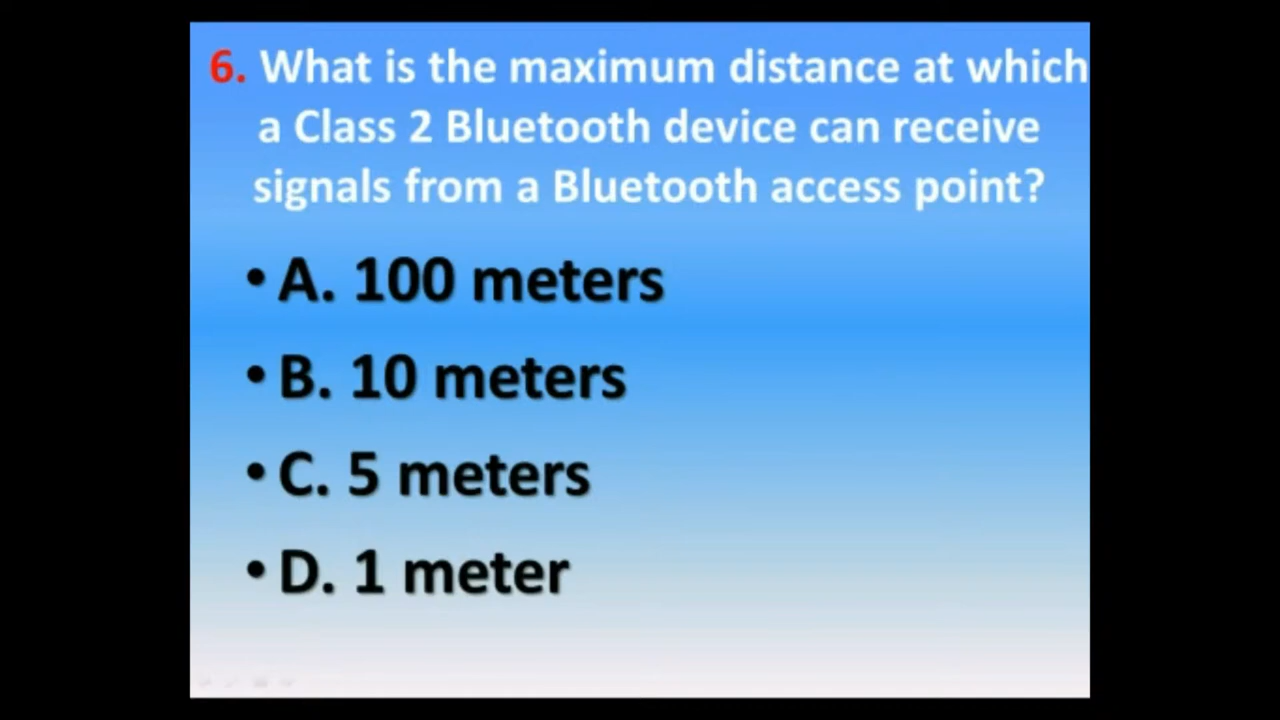 6. What is the maximum distance at which
a Class 2 Bluetooth device can receive
signals from a Bluetooth access point?
• A. 100 meters
• B. 10 meters
• C. 5 meters
• D. 1 meter